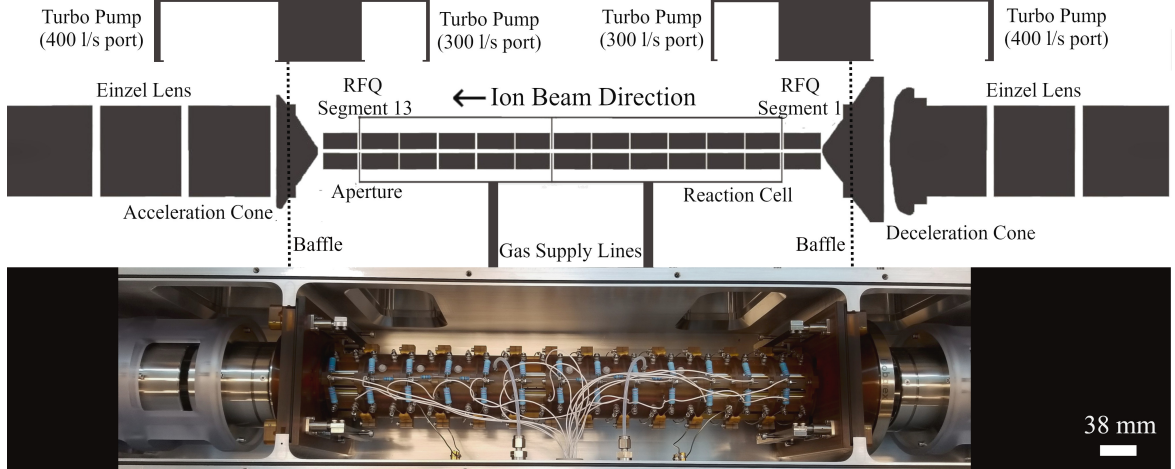 Turbo Pump
(400 l/s port)
Turbo Pump
(300 l/s port)
Turbo Pump
(300 l/s port)
Turbo Pump
(400 l/s port)
Einzel Lens
RFQ
Segment 13
← Ion Beam Direction
RFQ
Segment 1
Einzel Lens
Aperture
Reaction Cell
Acceleration Cone
Deceleration Cone
Baffle
Gas Supply Lines
Baffle
38 mm